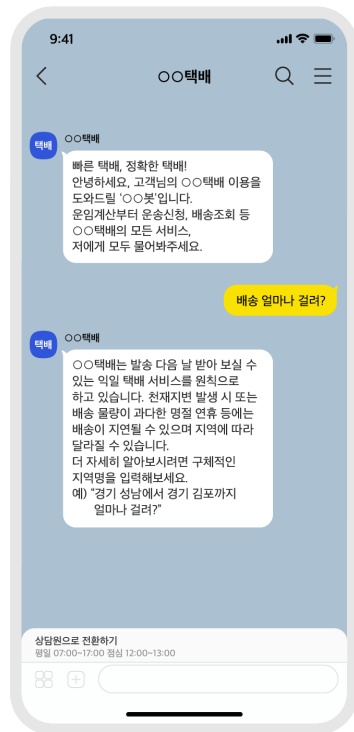 9:41
○○택배
○○택배
택배
빠른 택배, 정확한 택배!
안녕하세요, 고객님의 ○○택배 이용을
도와드릴 ‘○○봇’입니다.
운임계산부터 운송신청, 배송조회 등
○○택배의 모든 서비스,
저에게 모두 물어봐주세요.
배송 얼마나 걸려?
○○택배
택배
○○택배는 발송 다음 날 받아 보실 수
있는 익일 택배 서비스를 원칙으로
하고 있습니다. 천재지변 발생 시 또는
배송 물량이 과다한 명절 연휴 등에는
배송이 지연될 수 있으며 지역에 따라
달라질 수 있습니다.
더 자세히 알아보시려면 구체적인
지역명을 입력해보세요.
예) “경기 성남에서 경기 김포까지
얼마나 걸려?”
상담원으로 전환하기
평일 07:00~17:00 점심 12:00~13:00